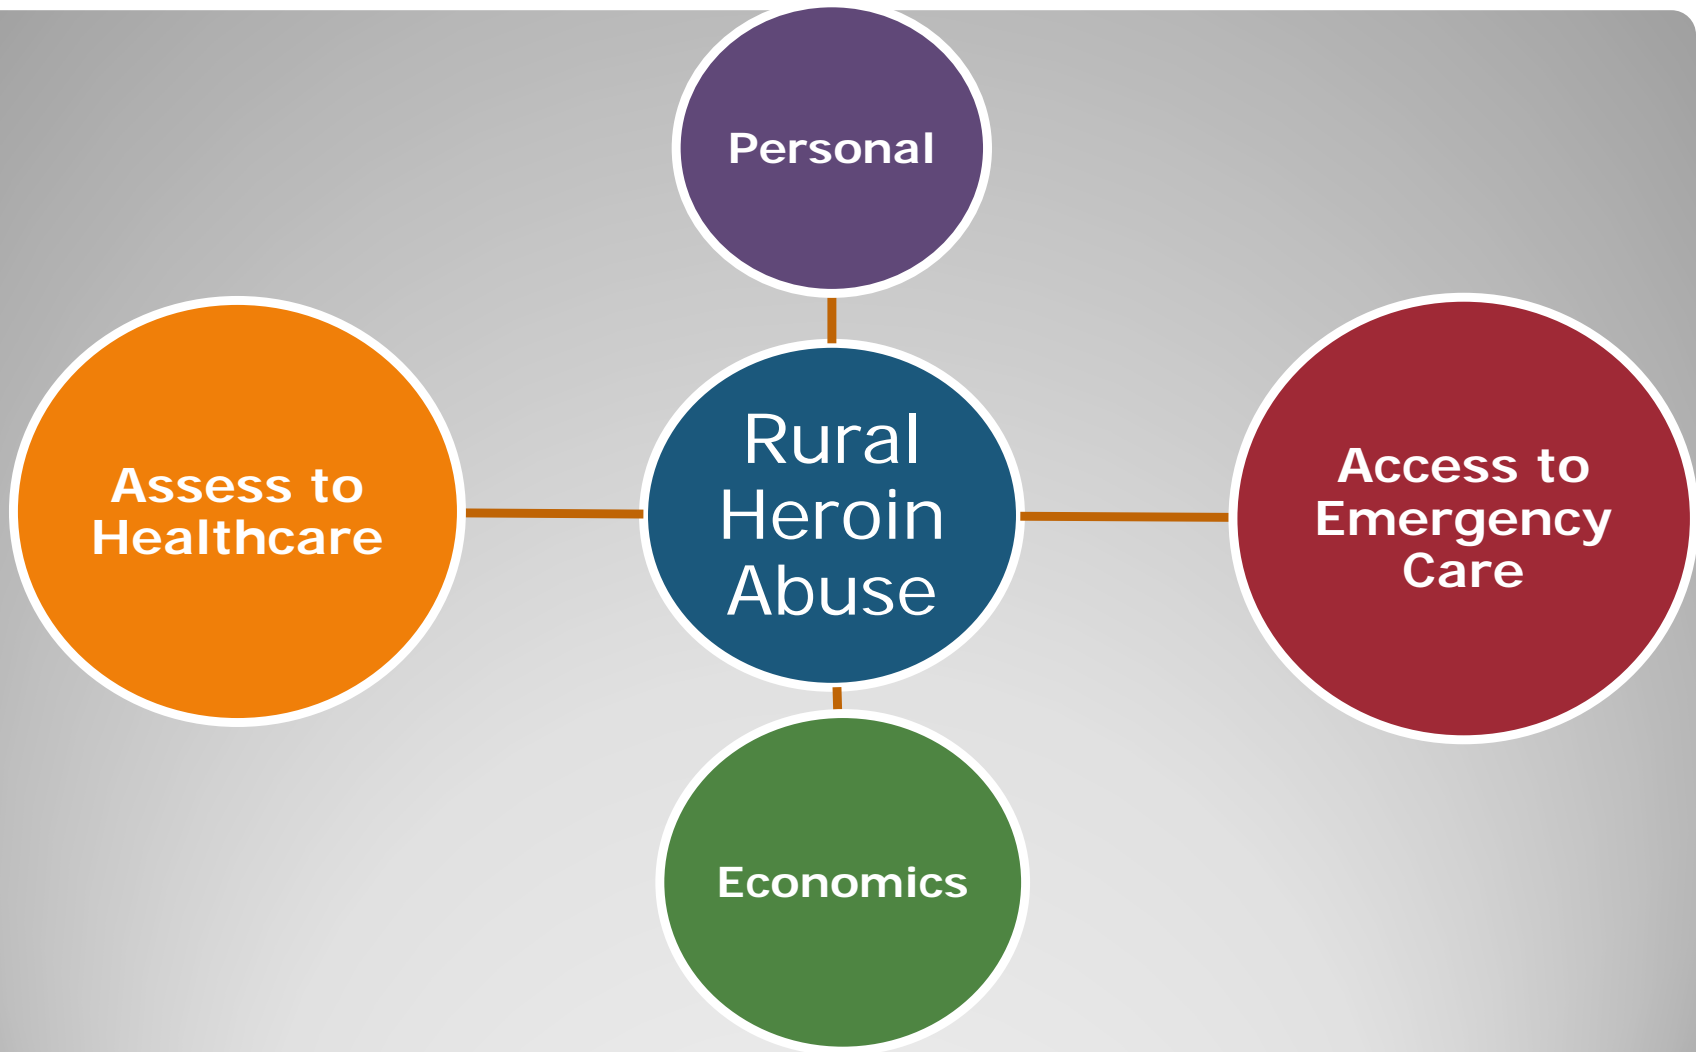 Personal
Assess to
Healthcare
Rural
Heroin
Abuse
Access to
Emergency
Care
Economics